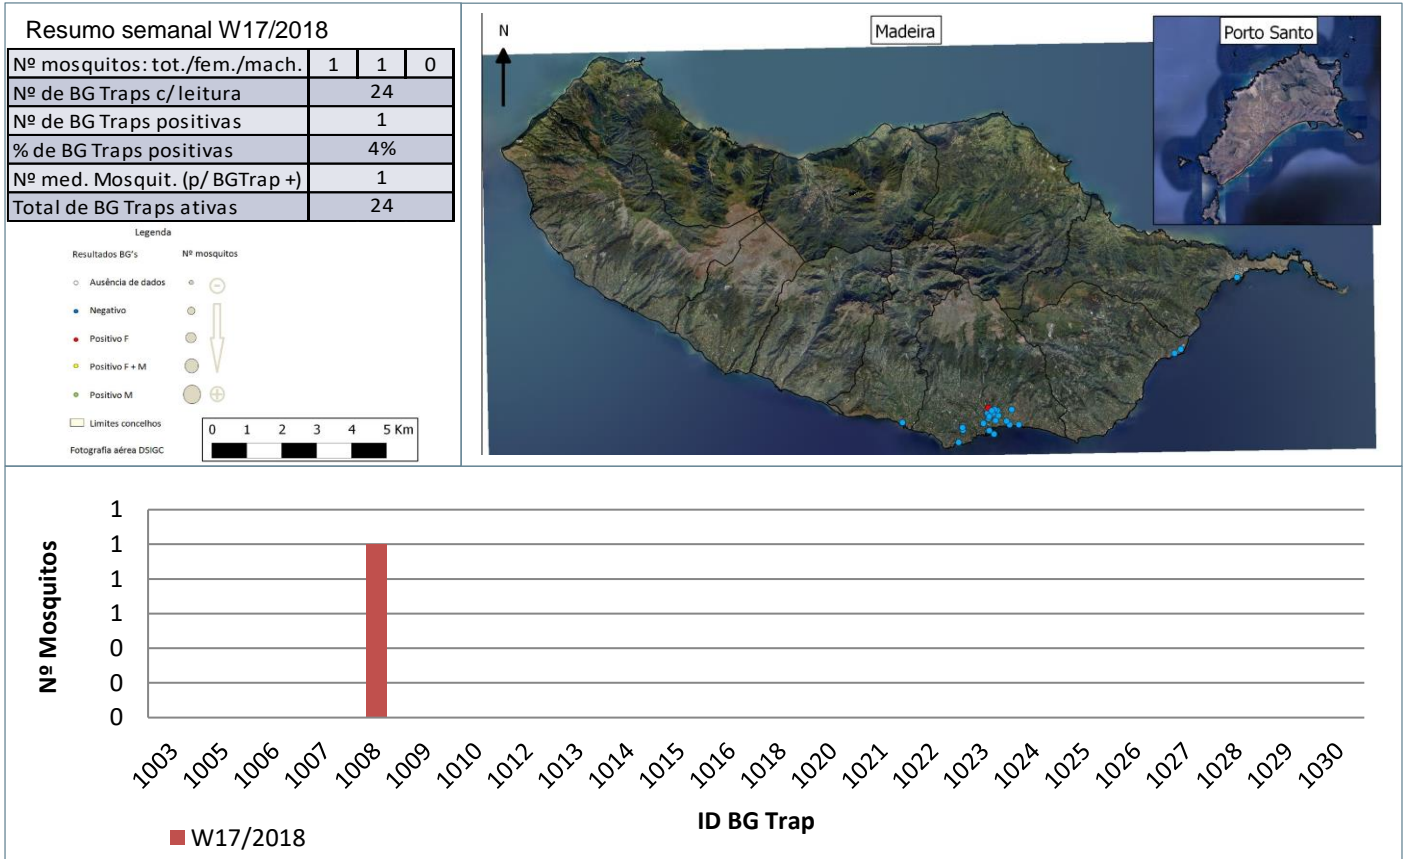 Resumo semanal W17/2018
Nº mosquitos: tot./fem./mach. 1 1 0
Nº de BG Traps c/ leitura 24
Nº de BG Traps positivas 1
% de BG Traps positivas 4%
Nº med. Mosquit. (p/ BGTrap +) 1
Total de BG Traps ativas 24
Legenda
Resultados BG's Nº mosquitos
Ausência de dados
Negativo
Positivo F
Positivo F + M
Positivo M
Limites concelhos
Fotografia aérea DSIGC
0 1 2 3 4 5 Km
N
Madeira
Porto Santo
Nº Mosquitos
1
1
1
1
0
0
0
1003 1005 1006 1007 1008 1009 1010 1012 1013 1014 1015 1016 1018 1020 1021 1022 1023 1024 1025 1026 1027 1028 1029 1030
ID BG Trap
W17/2018